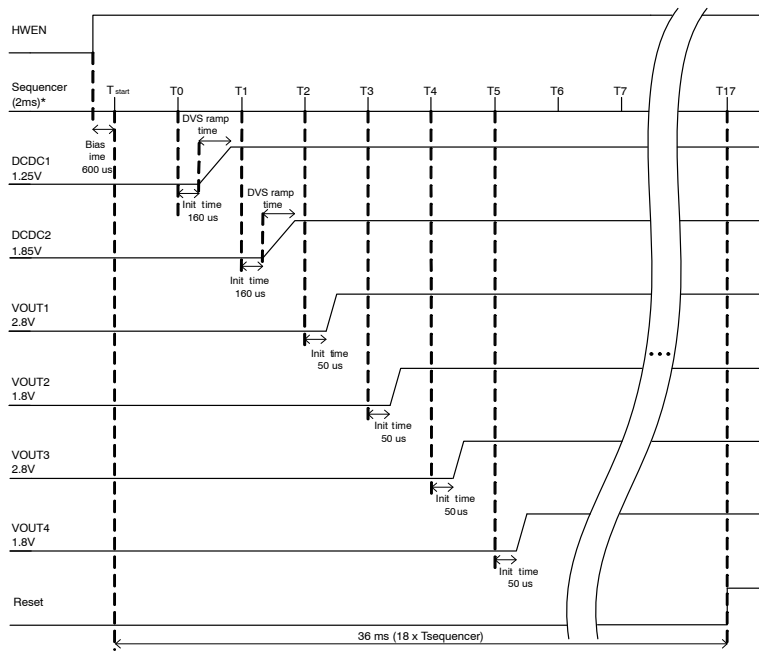 HWEN
Sequencer
(2ms)*
T start
T0
T1
T2
T3
T4
T5
T6
T7
T17
DVS ramp
time
Bias
ime
600 us
DCDC1
1.25V
Init time
160 us
DVS ramp
time
DCDC2
1.85V
Init time
160 us
VOUT1
2.8V
Init time
50 us
...
VOUT2
1.8V
Init time
50 us
VOUT3
2.8V
Init time
50us
VOUT4
1.8V
Init time
50 us
Reset
36 ms (18 x Tsequencer)